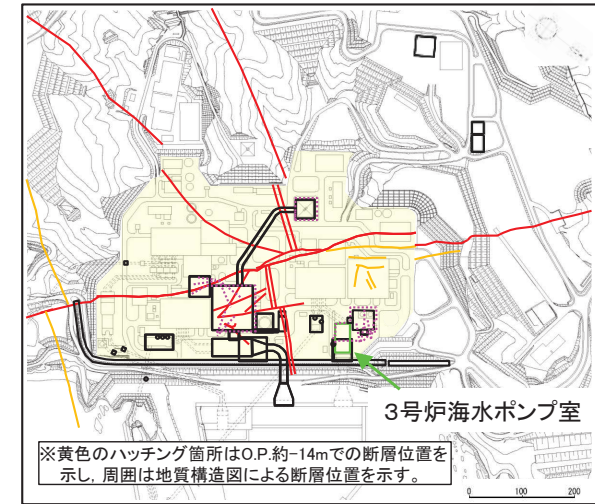 3号炉海水ポンプ室
※黄色のハッチング箇所はO.P.約-14mでの断層位置を
示し，周囲は地質構造図による断層位置を示す。
0 100 200